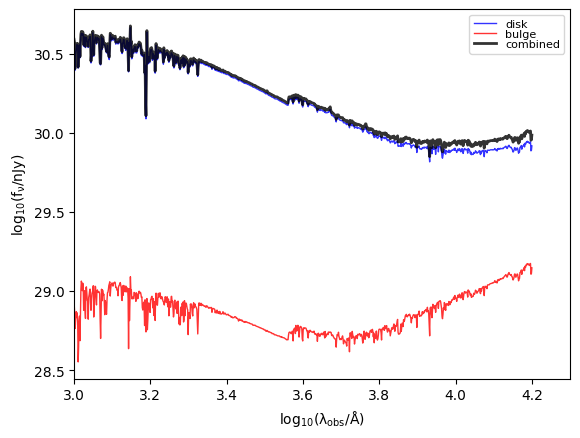 disk
bulge
combined
30.5
30.0
29.5
29.0
28.5
log10(fν/nJy)
3.0 3.2 3.4 3.6 3.8 4.0 4.2
log10(λobs/Å)